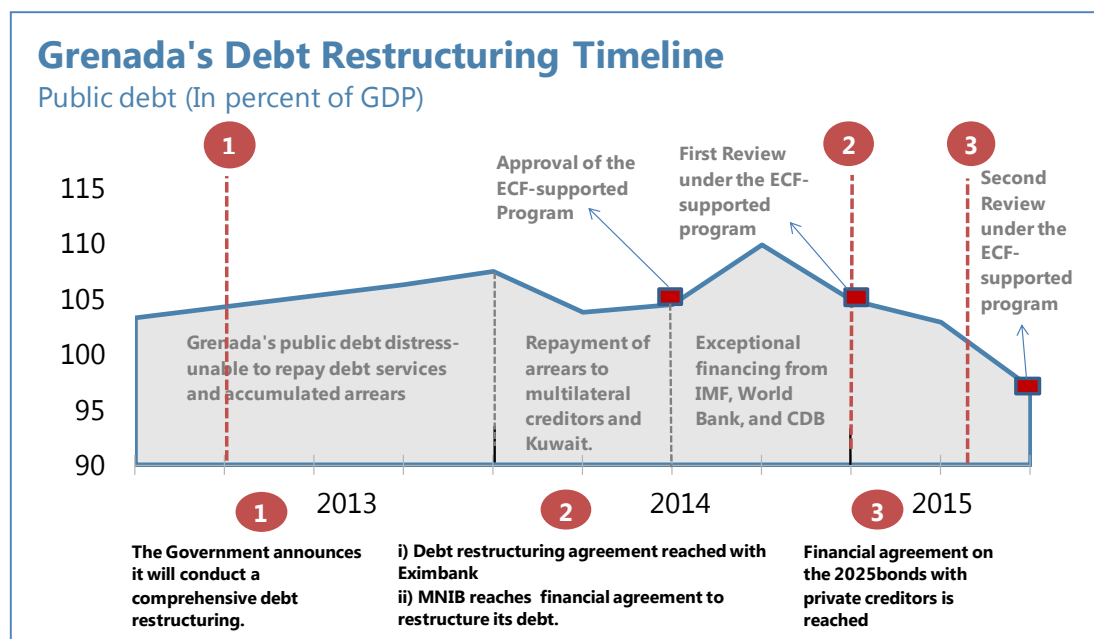 Grenada's Debt Restructuring Timeline
Public debt (In percent of GDP)
1
2
3
Approval of the
ECF-supported
Program
First Review
under the ECF-
supported
program
Second
Review
under the
ECF-
supported
program
115
110
105
100
95
90
Grenada's public debt distress-
unable to repay debt services
and accumulated arrears
Repayment of
arrears to
multilateral
creditors and
Kuwait.
Exceptional
financing from
IMF, World
Bank, and CDB
2013
2014
2015
1
The Government announces
it will conduct a
comprehensive debt
restructuring.
2
i) Debt restructuring agreement reached with
Eximbank
ii) MNIB reaches financial agreement to
restructure its debt.
3
Financial agreement on
the 2025bonds with
private creditors is
reached